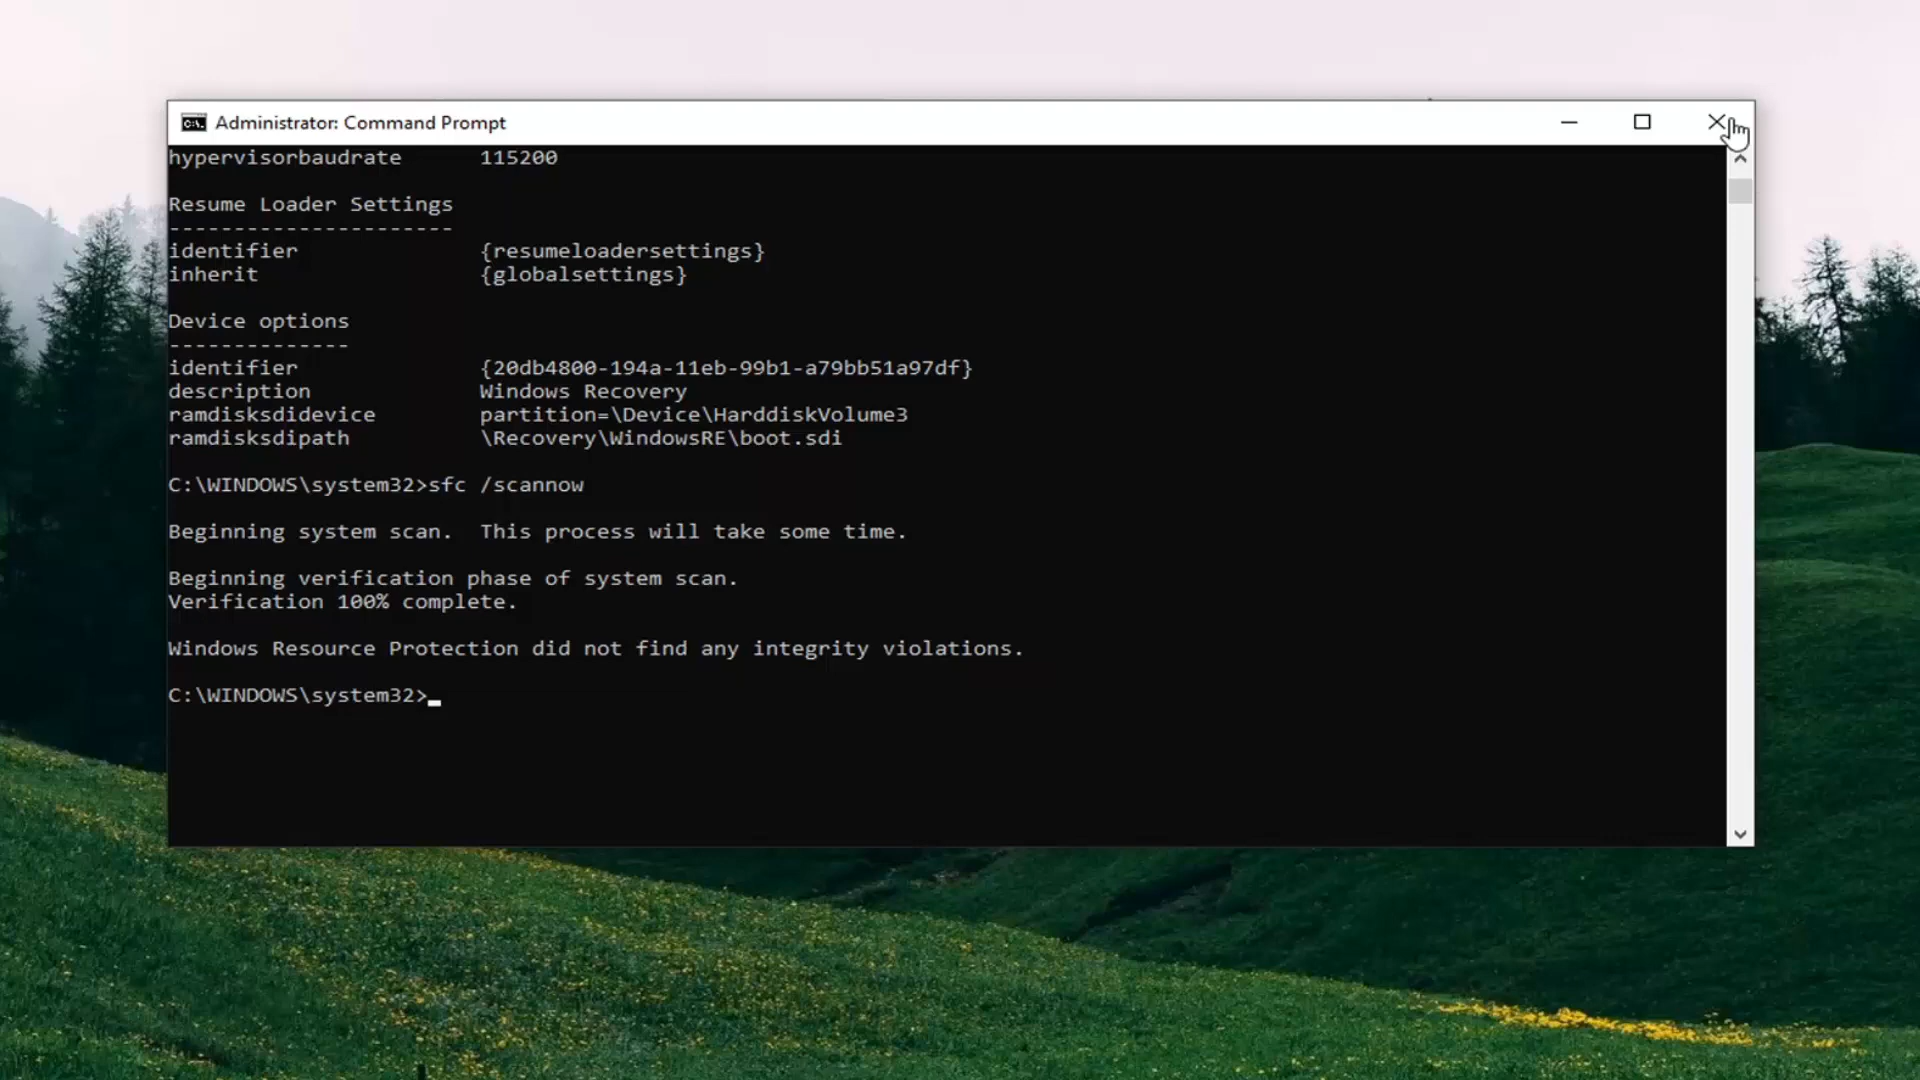 Administrator: Command Prompt
hypervisorbaudrate      115200
Resume Loader Settings
----------------------
identifier              {resumeloadersettings}
inherit                 {globalsettings}
Device options
--------------
identifier              {20db4800-194a-11eb-99b1-a79bb51a97df}
description             Windows Recovery
ramdisksdidevice        partition=\Device\HarddiskVolume3
ramdisksdipath          \Recovery\WindowsRE\boot.sdi
C:\WINDOWS\system32>sfc /scannow
Beginning system scan.  This process will take some time.
Beginning verification phase of system scan.
Verification 100% complete.
Windows Resource Protection did not find any integrity violations.
C:\WINDOWS\system32>